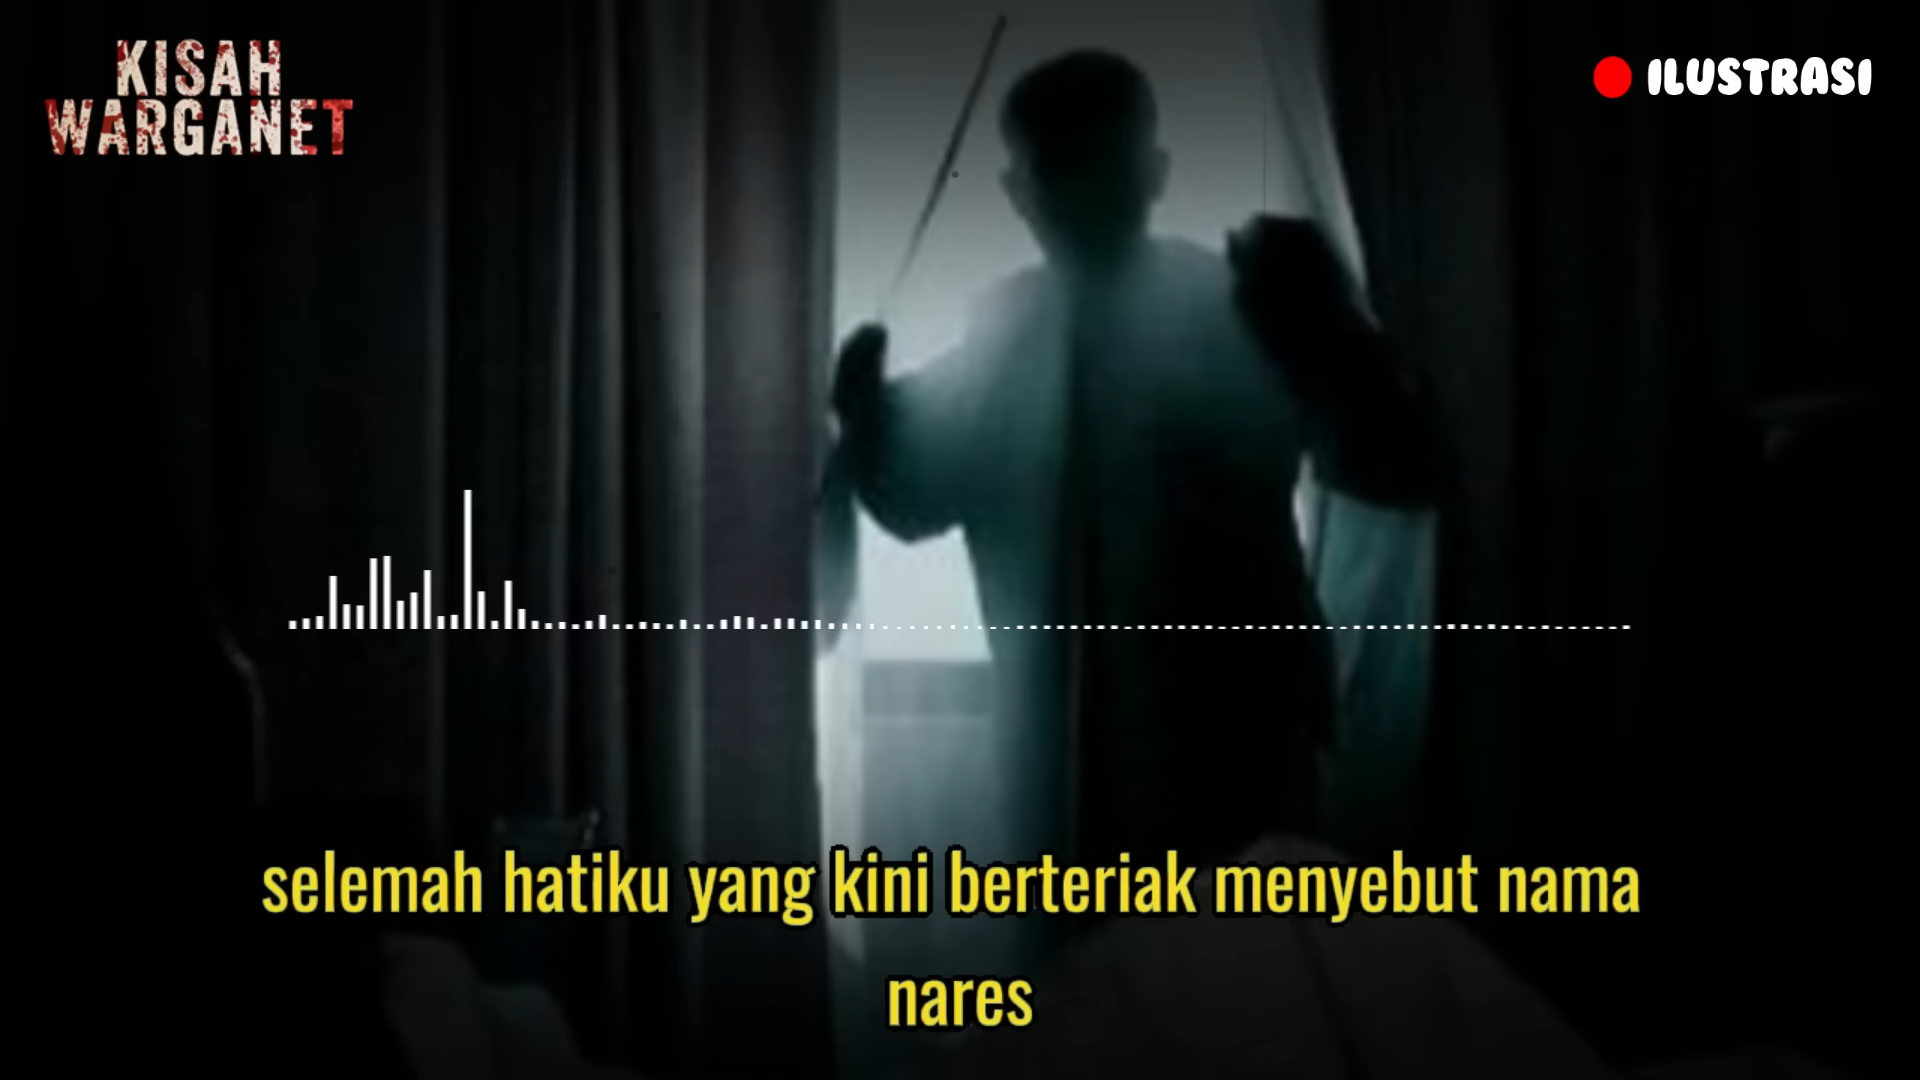 KISAH
WARGANET
ILUSTRASI
selemah hatiku yang kini berteriak menyebut nama
nares